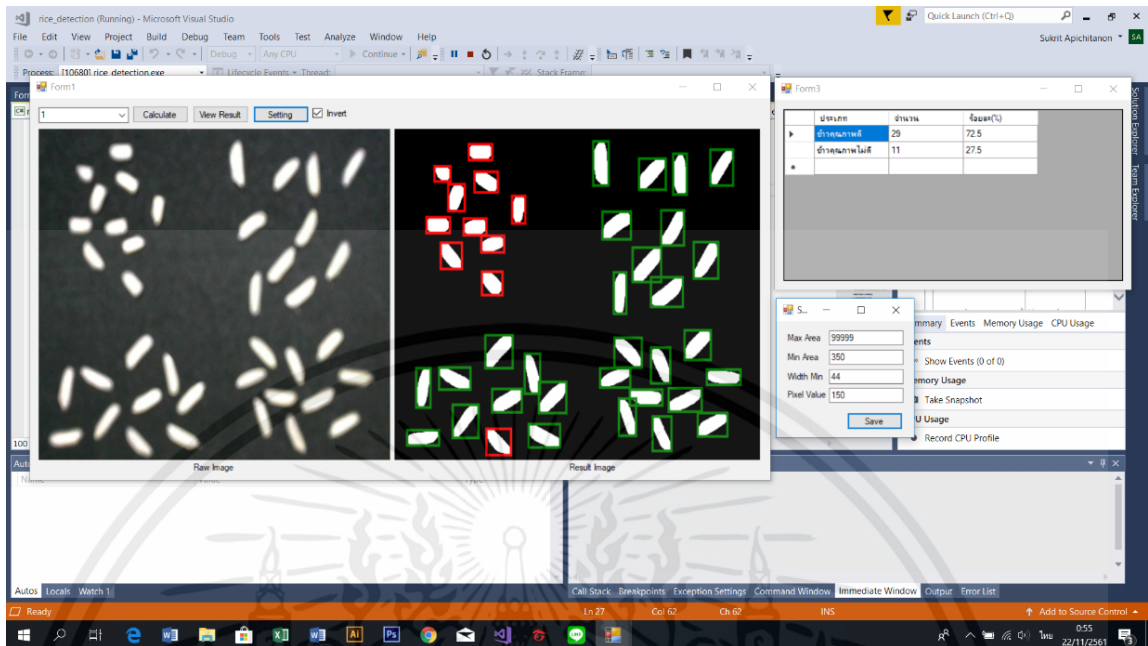 rice_detection (Running) - Microsoft Visual Studio
Quick Launch (Ctrl+Q)
File Edit View Project Build Debug Team Tools Test Analyze Window Help
Sukrit Apichitanon SA
Debug Any CPU Continue
Process: [10680] rice_detection.exe Lifecycle Events Thread: Stack Frame:
Form1
1 Calculate View Result Setting Invert
Raw Image Result Image
Form3
ประเภท จำนวน ร้อยละ(%)
ข้าวคุณภาพดี 29 72.5
ข้าวคุณภาพไม่ดี 11 27.5
Solution Explorer
Team Explorer
S...
Max Area 99999
Min Area 350
Width Min 44
Pixel Value 150
Save
Events Memory Usage CPU Usage
Show Events (0 of 0)
Take Snapshot
Record CPU Profile
100
Autos Locals Watch 1
Call Stack Breakpoints Exception Settings Command Window Immediate Window Output Error List
Ready Ln 27 Col 62 Ch 62 INS Add to Source Control
ไทย 0:55
22/11/2561